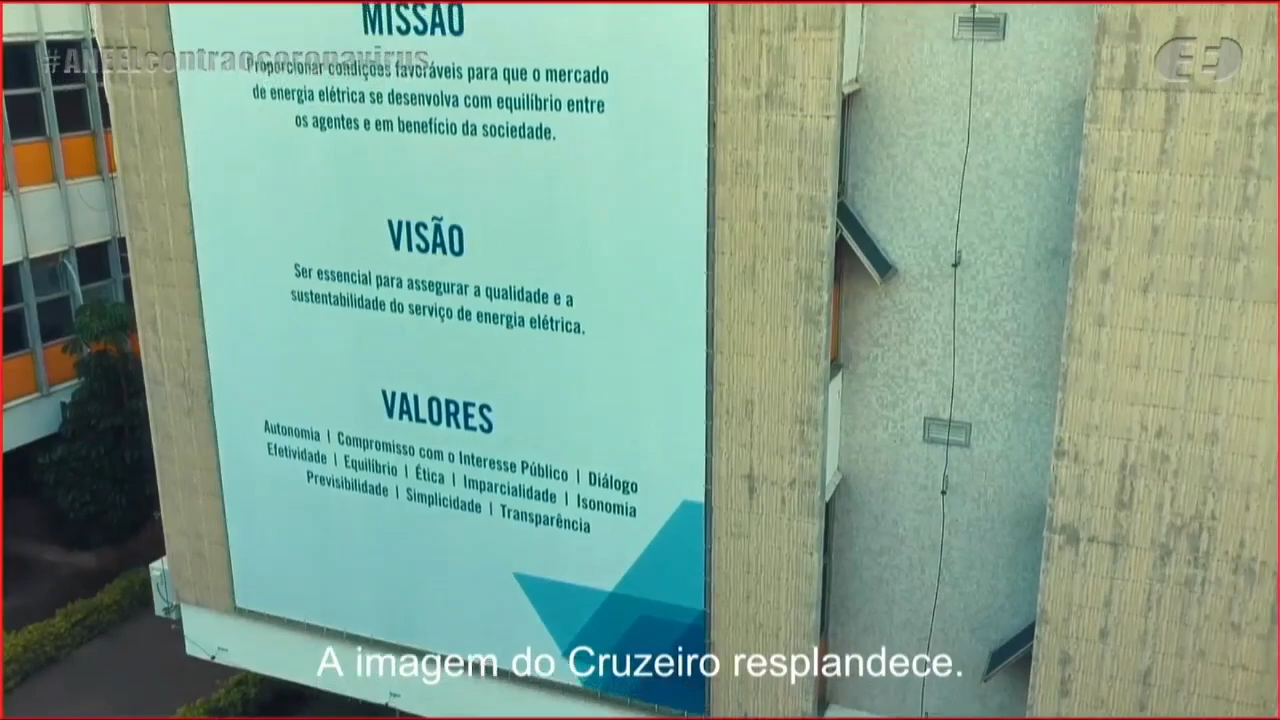 MISSÃO
#ANEELcontraocoronavirus
Proporcionar condições favoráveis para que o mercado
de energia elétrica se desenvolva com equilíbrio entre
os agentes e em benefício da sociedade.
VISÃO
Ser essencial para assegurar a qualidade e a
sustentabilidade do serviço de energia elétrica.
VALORES
Autonomia | Compromisso com o Interesse Público | Diálogo
Efetividade | Equilíbrio | Ética | Imparcialidade | Isonomia
Previsibilidade | Simplicidade | Transparência
A imagem do Cruzeiro resplandece.